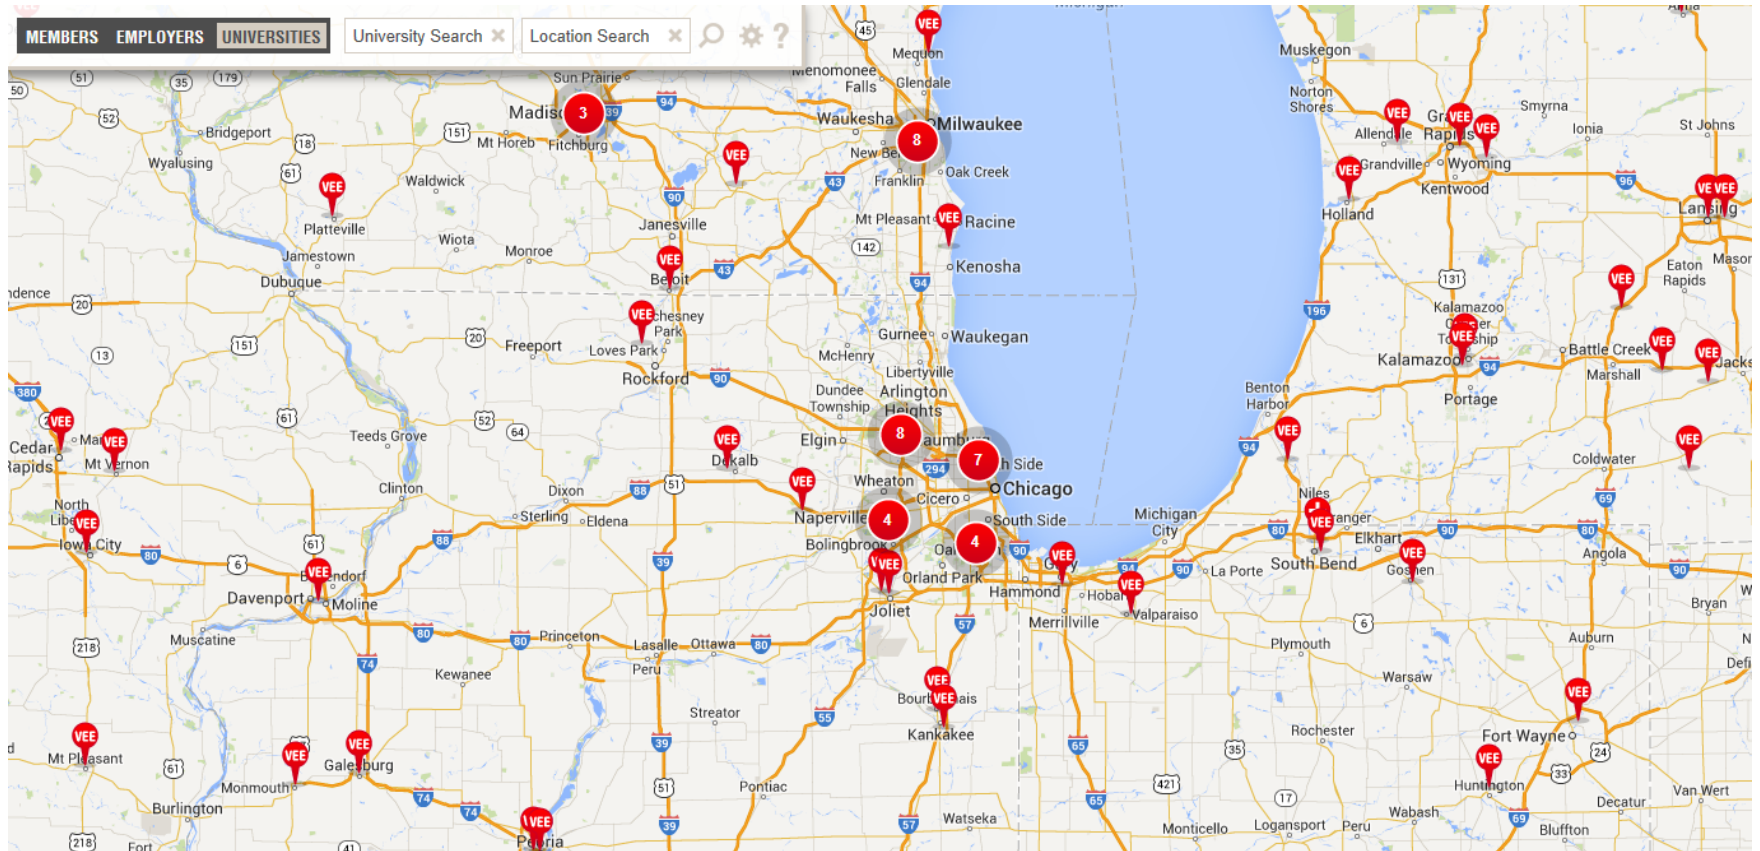 MEMBERS EMPLOYERS UNIVERSITIES
University Search
Location Search
?
Muskegon
Norton
Shores
Mequon
Menomonee
Falls
Glendale
Sun Prairie
Waukesha
Milwaukee
Mt Horeb
Fitchburg
Franklin
Oak Creek
Bridgeport
Wyalusing
Waldwick
Platteville
Wiota
Monroe
Jamestown
Dubuque
Janesville
Mt Pleasant
Racine
Kenosha
Allendale
Rapids
Smyrna
Ionia
St Johns
Grandville
Wyoming
Kentwood
Holland
Lansing
Eaton
Rapids
Beloit
Park
Loves Park
Rockford
Freeport
Gurnee
Waukegan
McHenry
Libertyville
Kalamazoo
Kalamazoo
Battle Creek
Marshall
Portage
Benton
Harbor
Dundee
Township
Arlington
Heights
Elgin
Teeds Grove
Cedar
Rapids
Mt Vernon
Clinton
Dixon
Sterling
Eldena
Dekalb
Wheaton
Cicero
Chicago
Naperville
Bolingbrook
South Side
Michigan
City
Niles
Elkhart
Coldwater
Angola
North
Iowa City
Davenport
Moline
Muscatine
Orland Park
Joliet
Hammond
Merrillville
Valparaiso
La Porte
South Bend
Goshen
Bryan
Auburn
Plymouth
Warsaw
Princeton
Lasalle
Peru
Ottawa
Kewanee
Streator
Kankakee
Rochester
Fort Wayne
Mt Pleasant
Monmouth
Galesburg
Burlington
Pontiac
Peoria
Watseka
Monticello
Logansport
Peru
Wabash
Huntington
Decatur
Van Wert
Bluffton
Fort
VEE
3
8
8
7
4
4